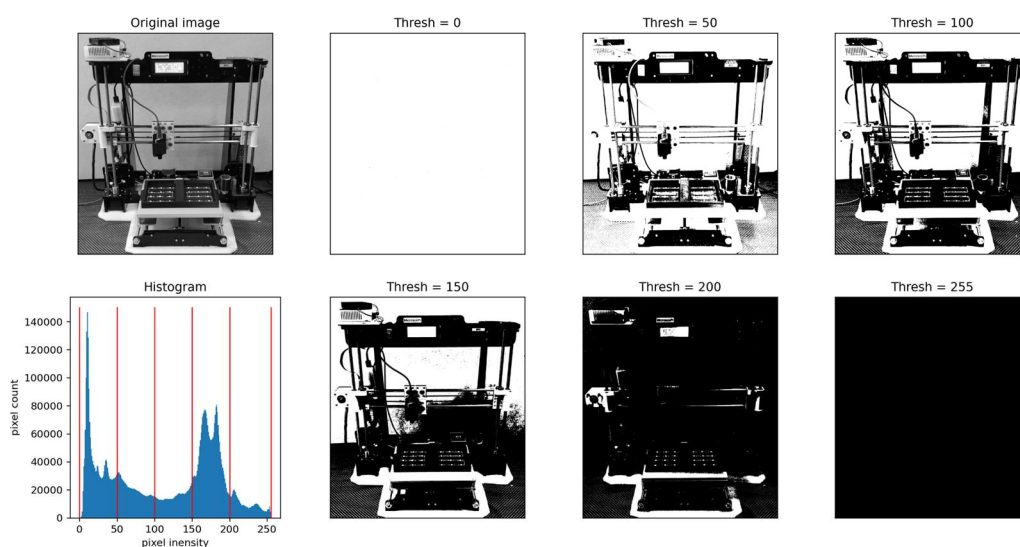 Original image
Thresh = 0
Thresh = 50
Thresh = 100
Histogram
140000
120000
100000
80000
60000
40000
20000
0
0 50 100 150 200 250
pixel count
pixel inensity
Thresh = 150
Thresh = 200
Thresh = 255